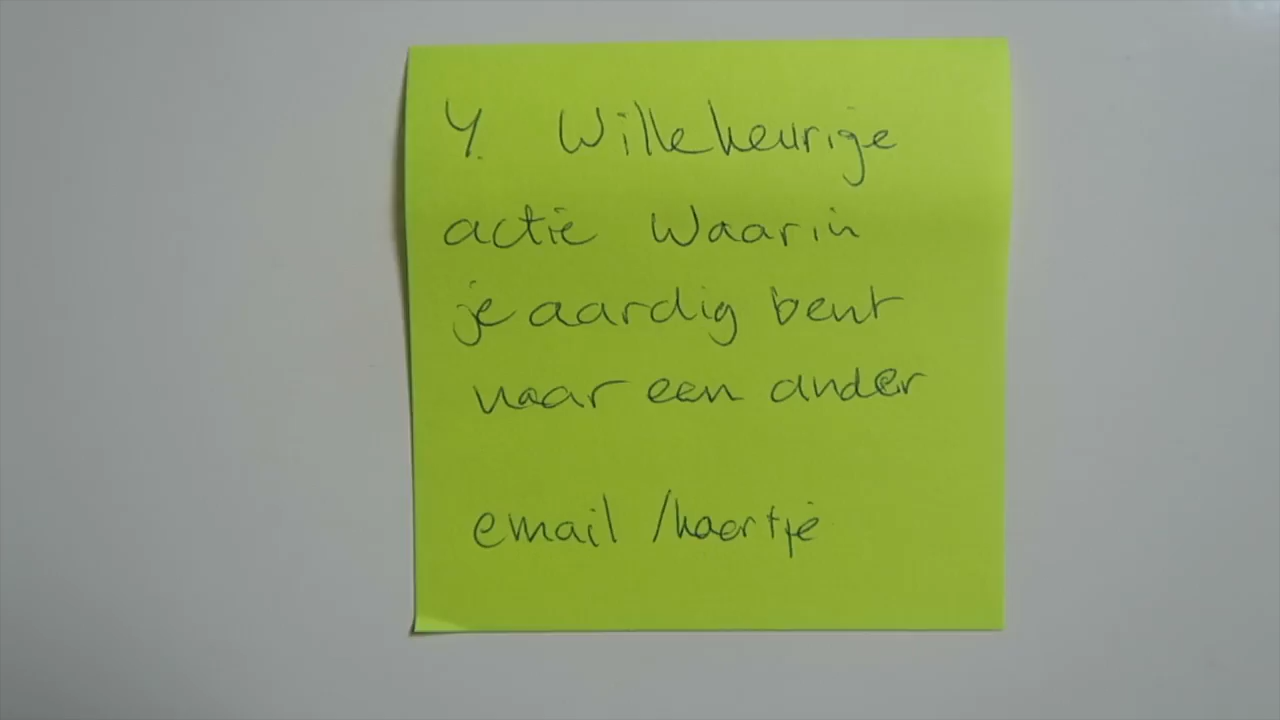 4. Willekeurige
actie waarin
je aardig bent
naar een ander
email / kaartje